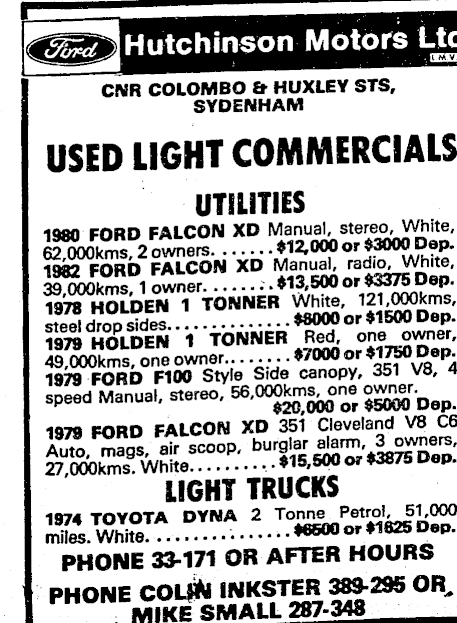 Ford
Hutchinson Motors Ltd
L.M.V.
CNR COLOMBO & HUXLEY STS,
SYDENHAM
USED LIGHT COMMERCIALS
UTILITIES
1980 FORD FALCON XD Manual, stereo, White,
62,000kms, 2 owners. . . . . . . $12,000 or $3000 Dep.
1982 FORD FALCON XD Manual, radio, White,
39,000kms, 1 owner. . . . . . . . $13,500 or $3375 Dep.
1978 HOLDEN 1 TONNER White, 121,000kms,
steel drop sides. . . . . . . . . . . . . $6000 or $1500 Dep.
1979 HOLDEN 1 TONNER Red, one owner,
49,000kms, one owner. . . . . . . $7000 or $1750 Dep.
1979 FORD F100 Style Side canopy, 351 V8, 4
speed Manual, stereo, 56,000kms, one owner.
$20,000 or $5000 Dep.
1979 FORD FALCON XD 351 Cleveland V8 C6
Auto, mags, air scoop, burglar alarm, 3 owners,
27,000kms. White. . . . . . . . . . $15,500 or $3875 Dep.
LIGHT TRUCKS
1974 TOYOTA DYNA 2 Tonne Petrol, 51,000
miles. White. . . . . . . . . . . . . . . . $6500 or $1625 Dep.
PHONE 33-171 OR AFTER HOURS
PHONE COLIN INKSTER 389-295 OR
MIKE SMALL 287-348